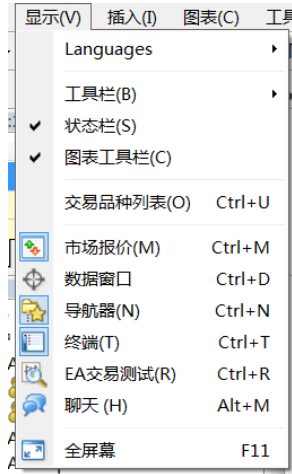 显示(V) 插入(I) 图表(C)
Languages
工具栏(B)
状态栏(S)
图表工具栏(C)
交易品种列表(O) Ctrl+U
市场报价(M) Ctrl+M
数据窗口 Ctrl+D
导航器(N) Ctrl+N
终端(T) Ctrl+T
EA交易测试(R) Ctrl+R
聊天 (H) Alt+M
全屏幕 F11